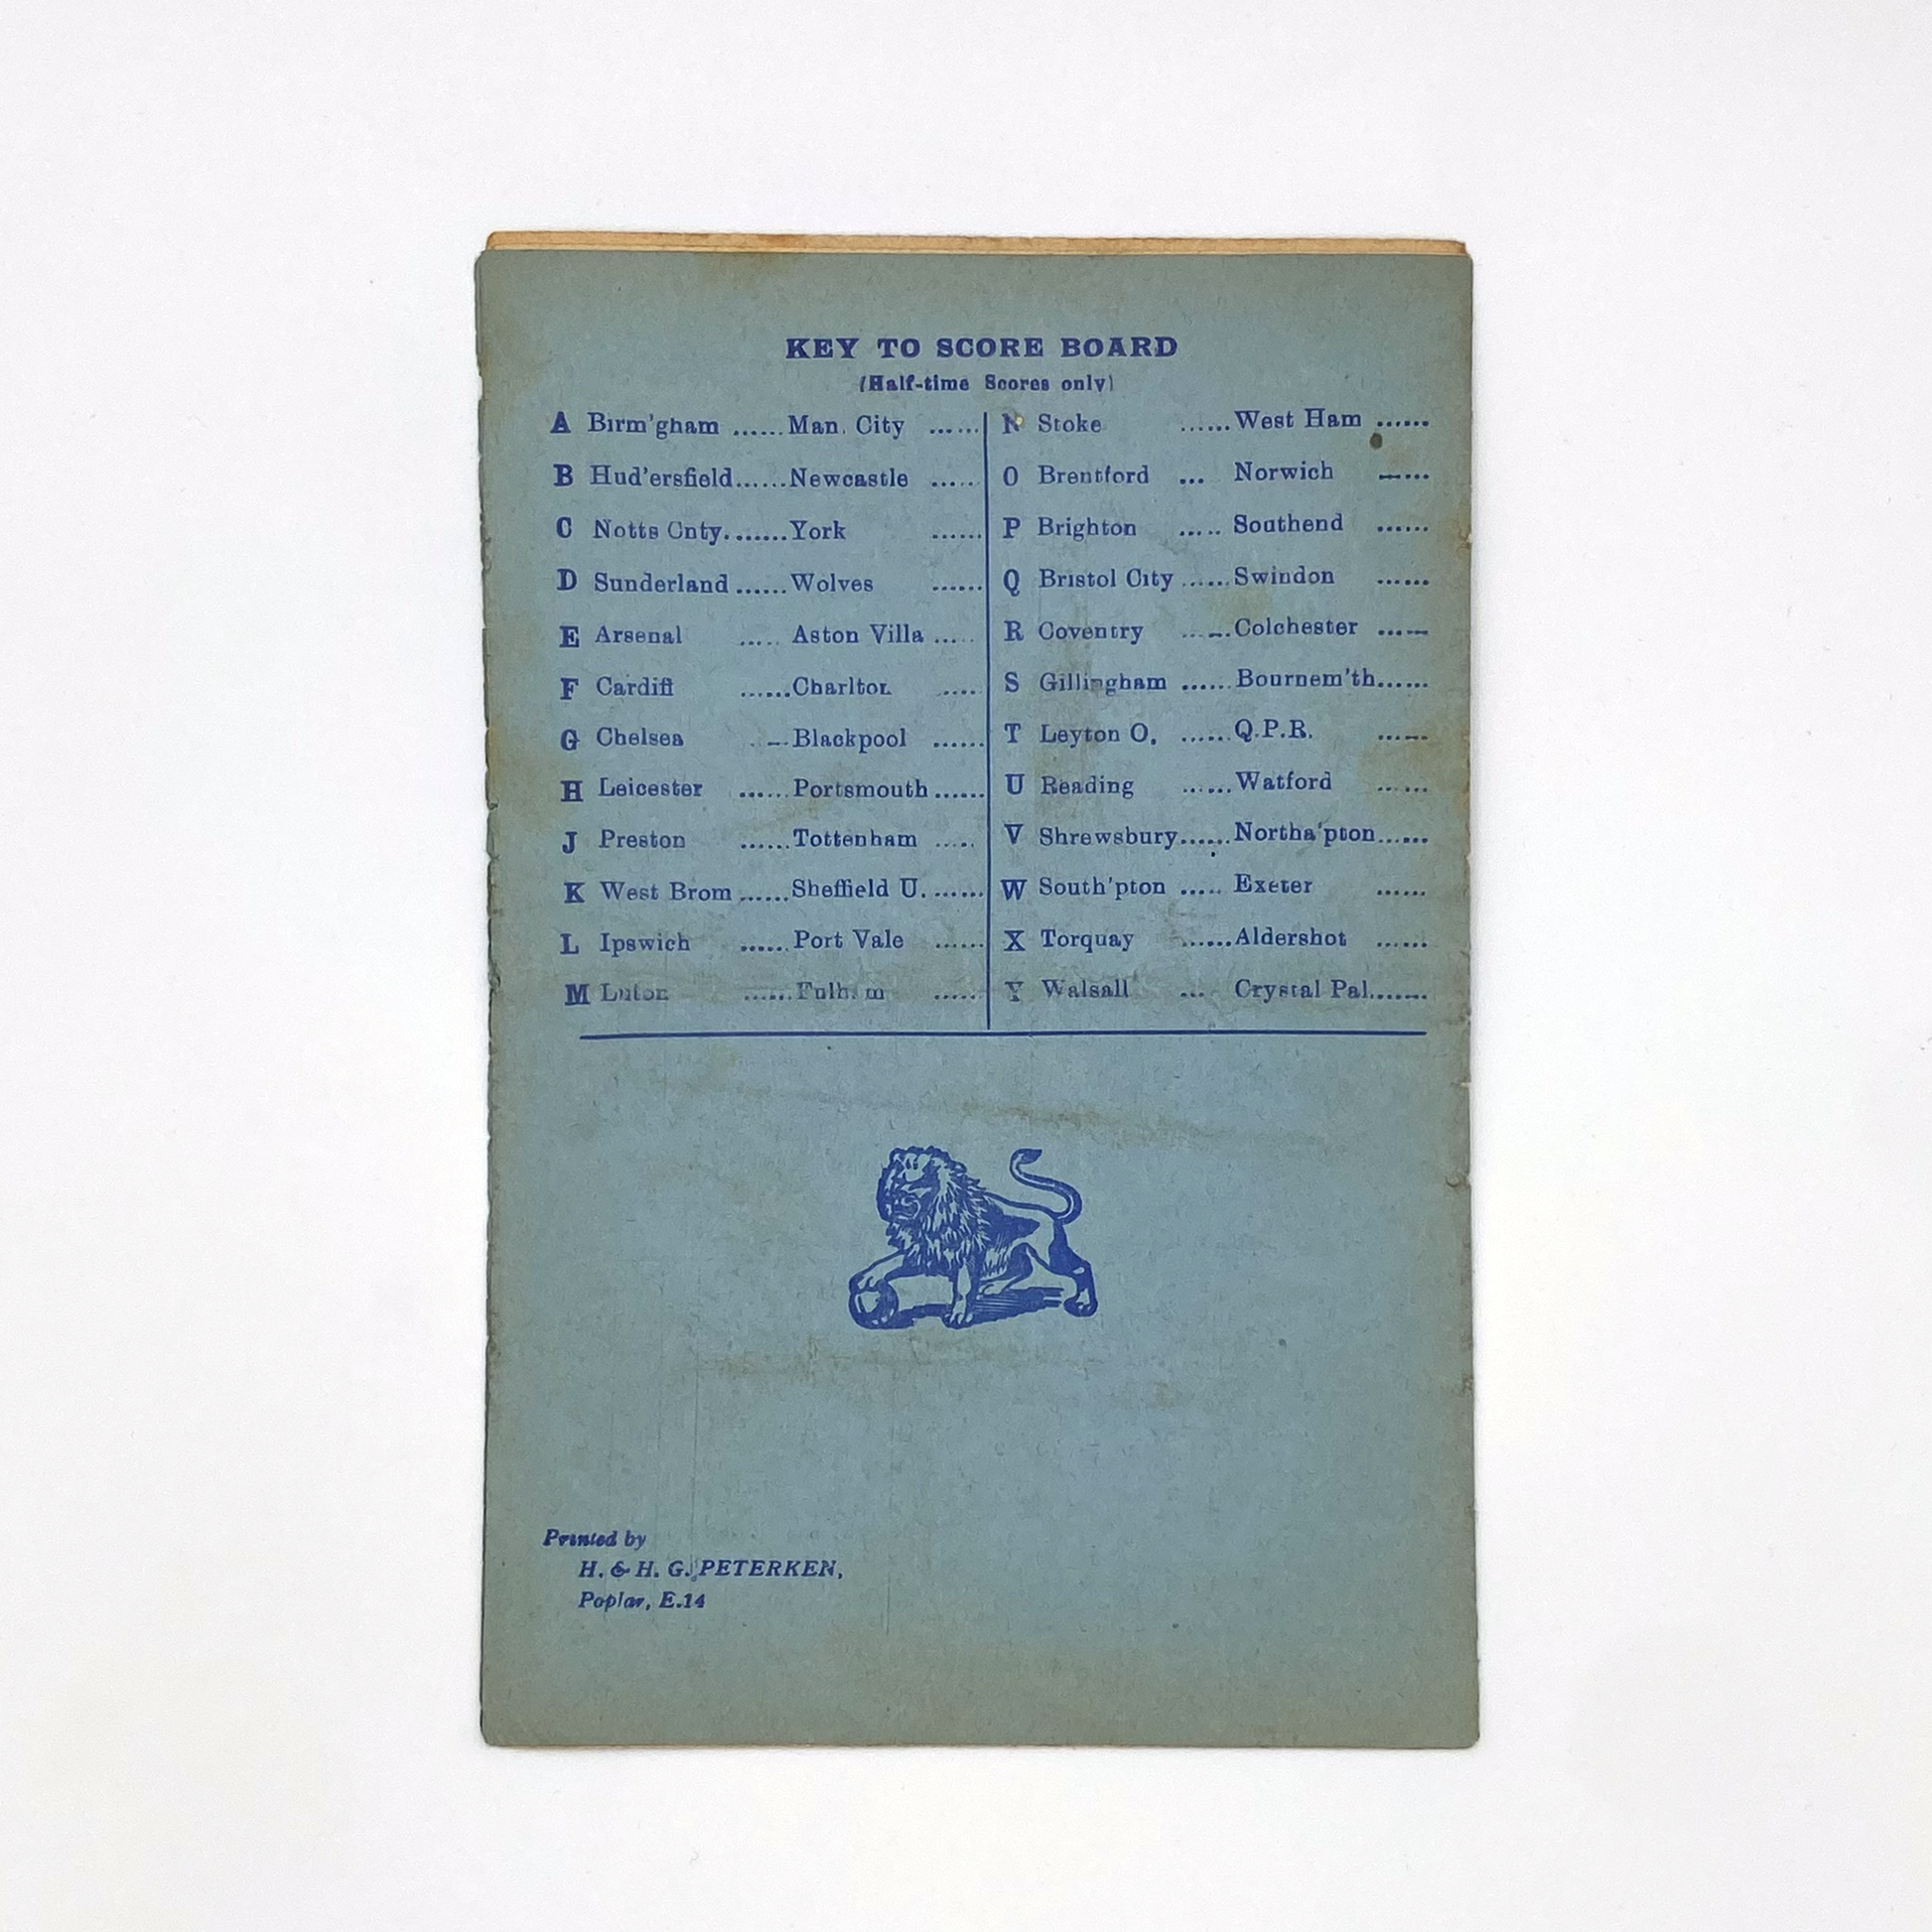 KEY TO SCORE BOARD
(Half-time Scores only)
A Birm'gham ...... Man. City ......
B Hud'ersfield ...... Newcastle ......
C Notts Cnty. ...... York ......
D Sunderland ...... Wolves ......
E Arsenal ..... Aston Villa .....
F Cardiff ...... Charlton .....
G Chelsea ...... Blackpool ......
H Leicester ...... Portsmouth ......
J Preston ...... Tottenham .....
K West Brom ...... Sheffield U. ......
L Ipswich ...... Port Vale ......
M Luton ...... Fulham ......
N Stoke ...... West Ham ......
O Brentford ... Norwich ......
P Brighton ..... Southend ......
Q Bristol City ...... Swindon ......
R Coventry ...... Colchester ......
S Gillingham ...... Bournem'th ......
T Leyton O. ...... Q.P.R. ......
U Reading ...... Watford ......
V Shrewsbury ...... Northa'pton ......
W South'pton ..... Exeter ......
X Torquay ...... Aldershot ......
Y Walsall ... Crystal Pal. ......
Printed by
H. & H. G. PETERKEN,
Poplar, E.14